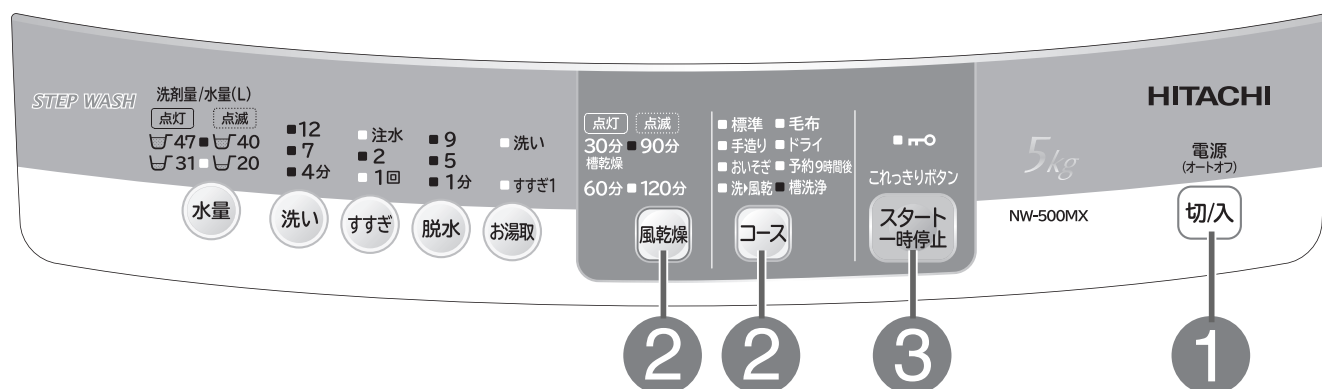 STEP WASH
洗剤量/水量(L)
点灯 点滅
47 40
31 20
水量
12
7
4分
洗い
注水
2
1回
すすぎ
9
5
1分
脱水
洗い
すすぎ1
お湯取
点灯 点滅
30分 90分
槽乾燥
60分 120分
風乾燥
標準 毛布
手造り ドライ
おいそぎ 予約9時間後
洗▶風乾 槽洗浄
コース
これっきりボタン
スタート
一時停止
5kg
NW-500MX
HITACHI
電源
(オートオフ)
切/入
2 2 3 1